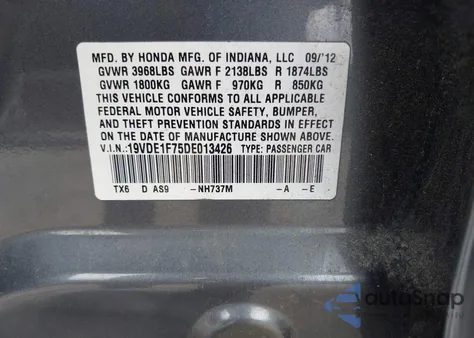 MFD. BY HONDA MFG. OF INDIANA, LLC 09/'12
GVWR 3968LBS GAWR F 2138LBS R 1874LBS
GVWR 1800KG GAWR F 970KG R 850KG
THIS VEHICLE CONFORMS TO ALL APPLICABLE
FEDERAL MOTOR VEHICLE SAFETY, BUMPER,
AND THEFT PREVENTION STANDARDS IN EFFECT
ON THE DATE OF MANUFACTURE SHOWN ABOVE.
V.I.N.:19VDE1F75DE013426 TYPE: PASSENGER CAR
TX6 D AS9 -NH737M -A -E
autoSnap